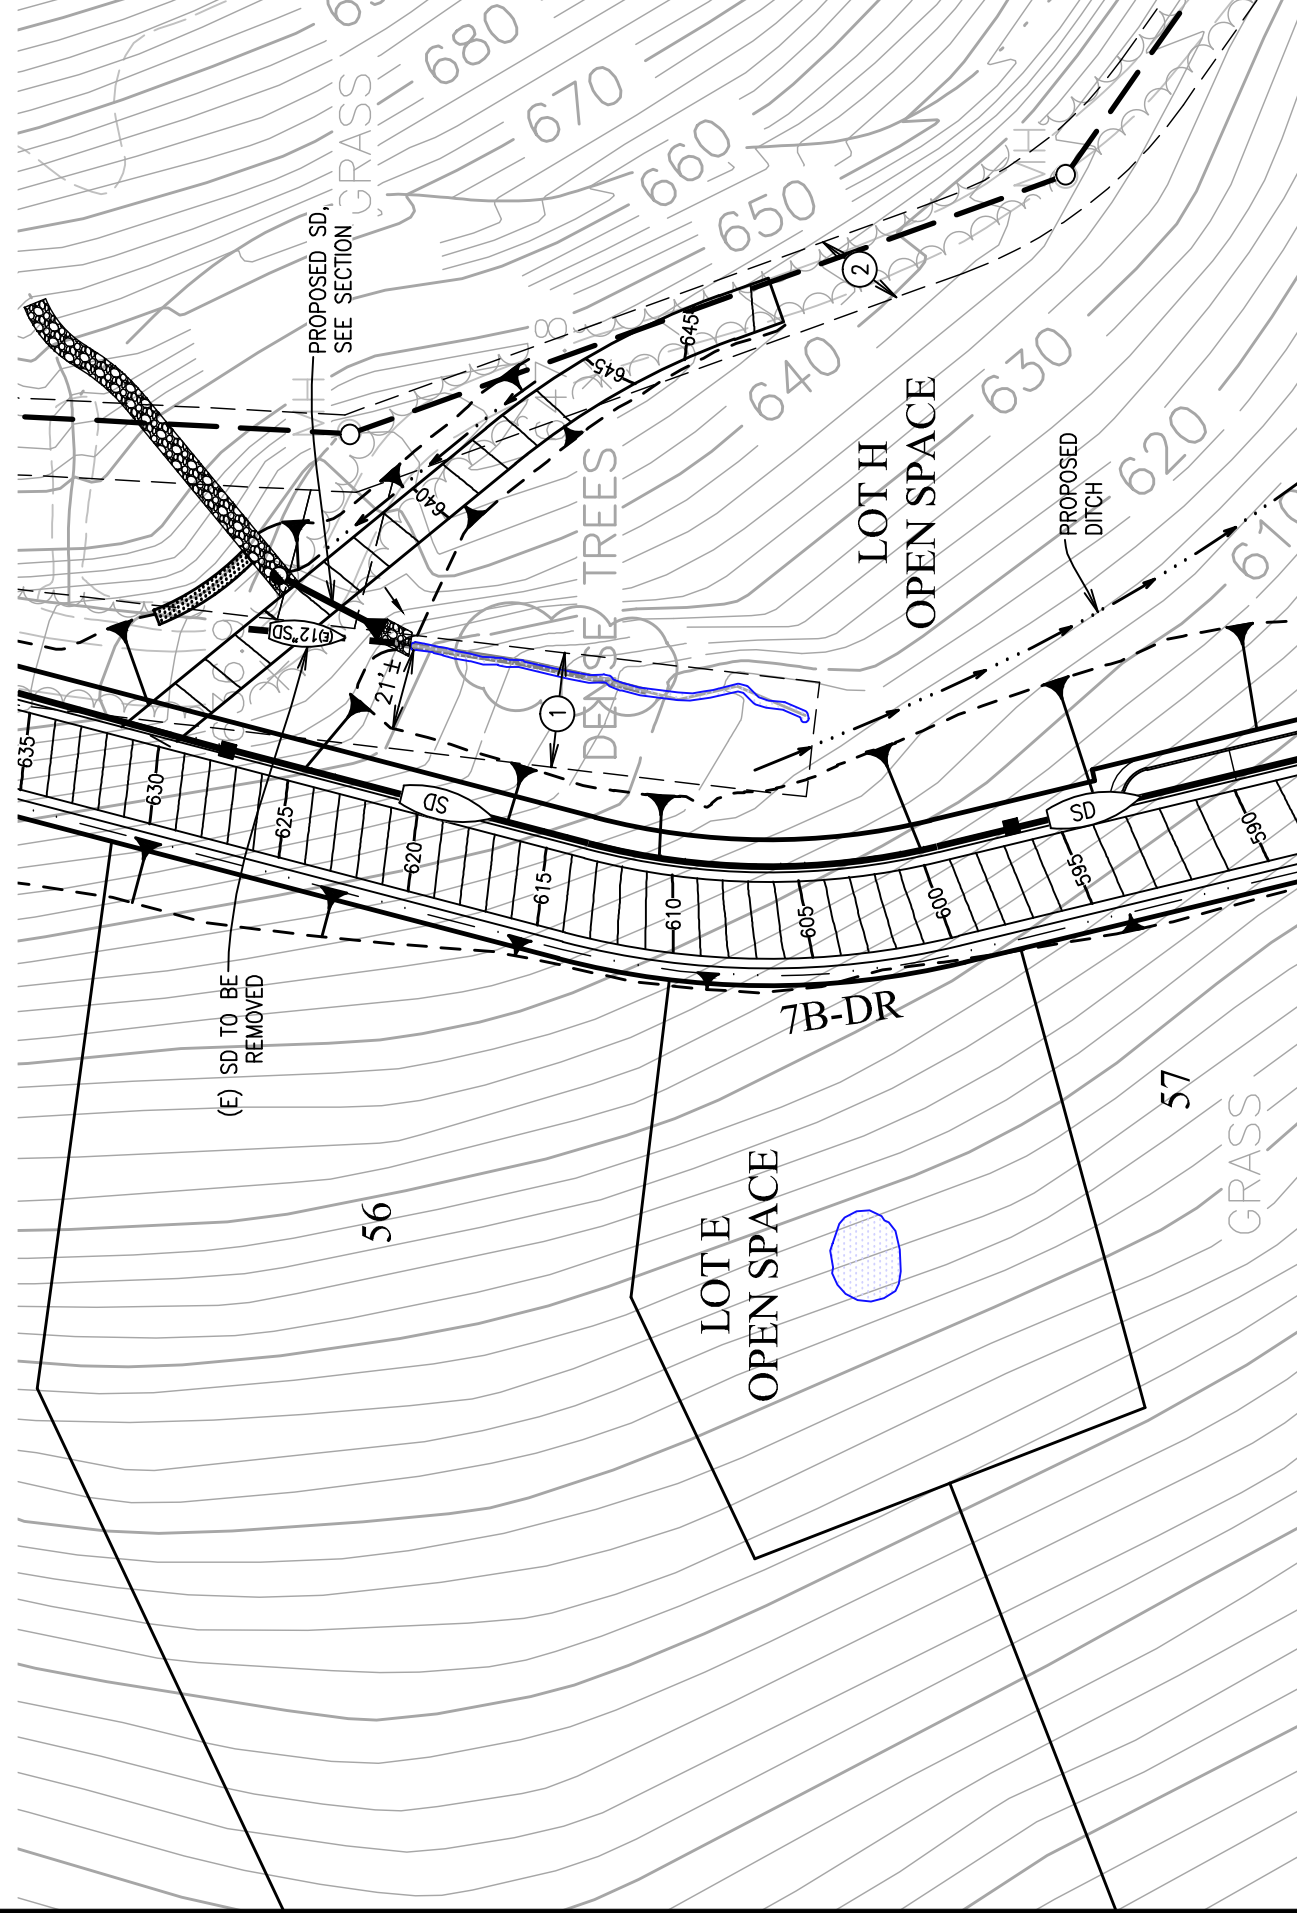 680
670
660
650
640
630
620
610
GRASS
PROPOSED SD,
SEE SECTION
MH
2
645
645
640
(E)12"SD
21'±
DENSE TREES
1
LOT H
OPEN SPACE
PROPOSED
DITCH
635
630
625
620
615
610
605
600
595
590
SD
SD
(E) SD TO BE
REMOVED
7B-DR
56
57
LOT E
OPEN SPACE
GRASS